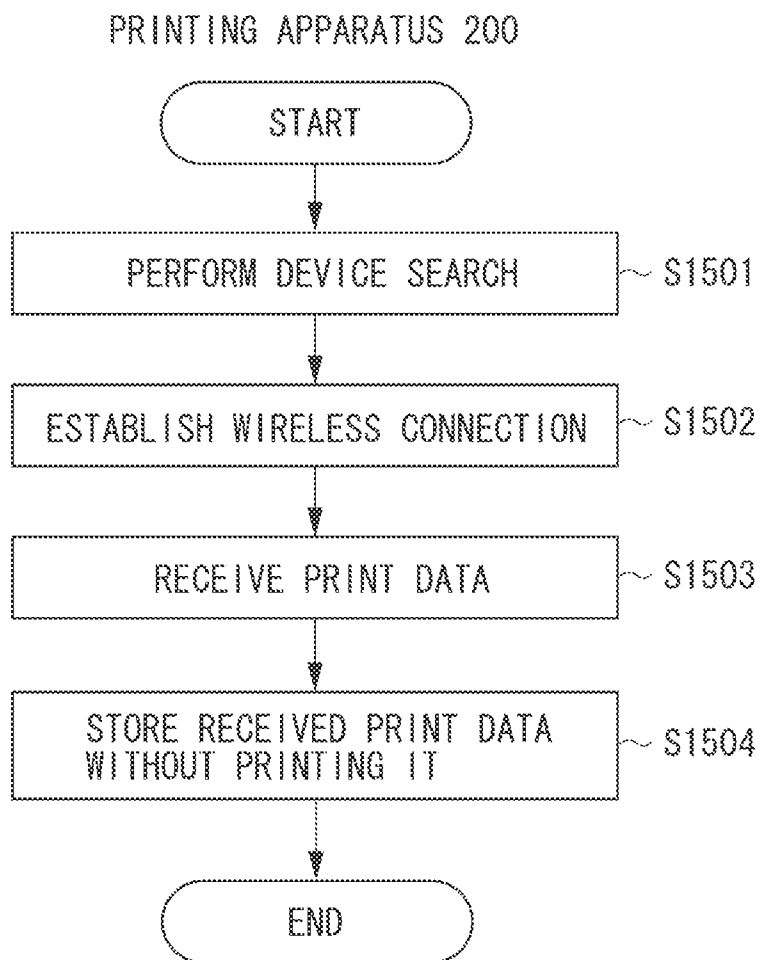 PRINTING APPARATUS 200
START
PERFORM DEVICE SEARCH
S1501
ESTABLISH WIRELESS CONNECTION
S1502
RECEIVE PRINT DATA
S1503
STORE RECEIVED PRINT DATA
WITHOUT PRINTING IT
S1504
END